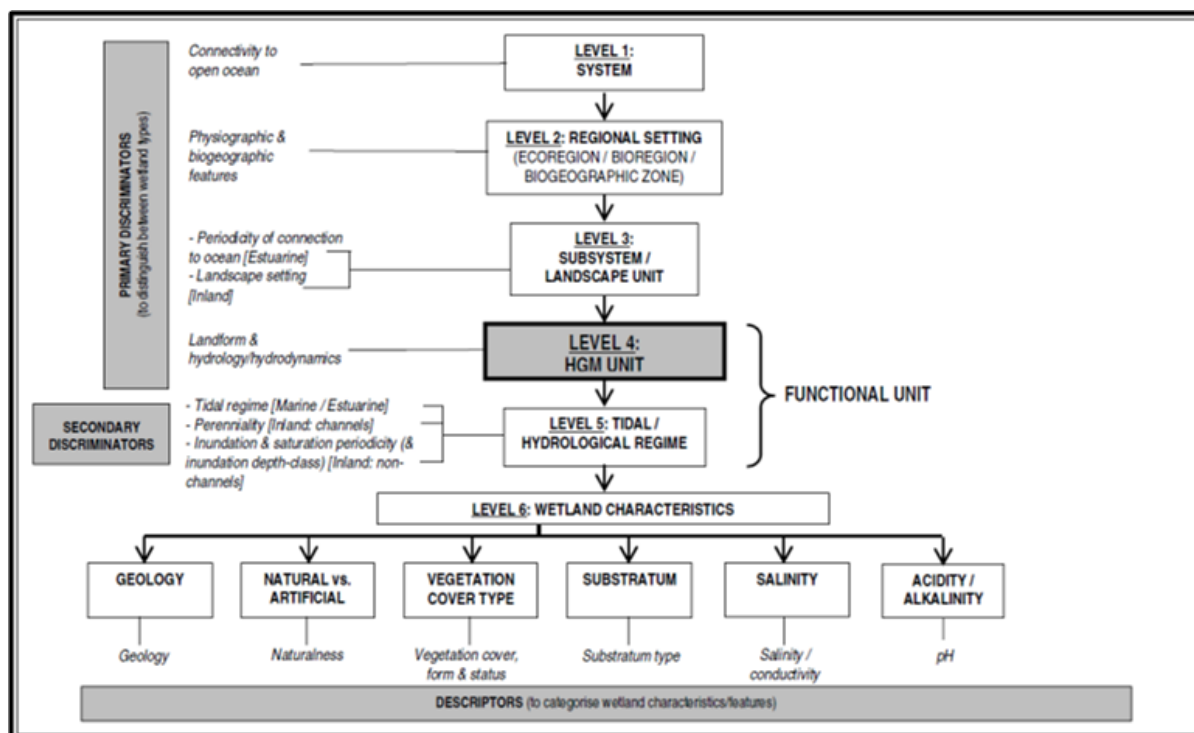 Connectivity to
open ocean
LEVEL 1:
SYSTEM
PRIMARY DISCRIMINATORS
(to distinguish between wetland types)
Physiographic &
biogeographic
features
LEVEL 2: REGIONAL SETTING
(ECOREGION / BIOREGION /
BIOGEOGRAPHIC ZONE)
- Periodicity of connection
to ocean [Estuarine]
- Landscape setting
[Inland]
LEVEL 3:
SUBSYSTEM /
LANDSCAPE UNIT
Landform &
hydrology/hydrodynamics
LEVEL 4:
HGM UNIT
FUNCTIONAL UNIT
SECONDARY
DISCRIMINATORS
- Tidal regime [Marine / Estuarine]
- Perenniality [Inland: channels]
- Inundation & saturation periodicity (&
inundation depth-class) [Inland: non-
channels]
LEVEL 5: TIDAL /
HYDROLOGICAL REGIME
LEVEL 6: WETLAND CHARACTERISTICS
GEOLOGY
NATURAL vs.
ARTIFICIAL
VEGETATION
COVER TYPE
SUBSTRATUM
SALINITY
ACIDITY /
ALKALINITY
Geology
Naturalness
Vegetation cover,
form & status
Substratum type
Salinity /
conductivity
pH
DESCRIPTORS (to categorise wetland characteristics/features)